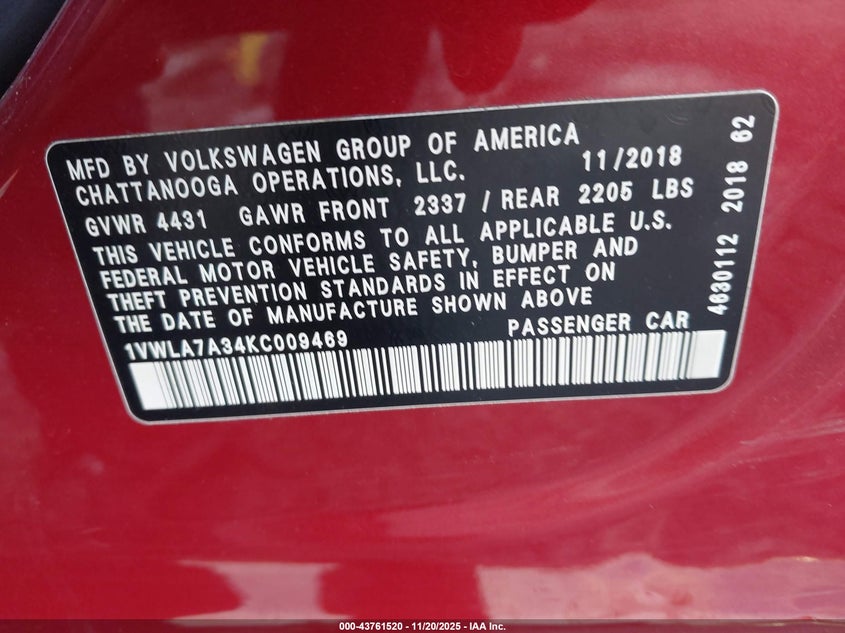 MFD BY VOLKSWAGEN GROUP OF AMERICA
CHATTANOOGA OPERATIONS, LLC. 11/2018
GVWR 4431 GAWR FRONT 2337 / REAR 2205 LBS
THIS VEHICLE CONFORMS TO ALL APPLICABLE U.S.
FEDERAL MOTOR VEHICLE SAFETY, BUMPER AND
THEFT PREVENTION STANDARDS IN EFFECT ON
THE DATE OF MANUFACTURE SHOWN ABOVE
1VWLA7A34KC009469 PASSENGER CAR
4630112 2018 62
000-43761520 - 11/20/2025 - IAA Inc.